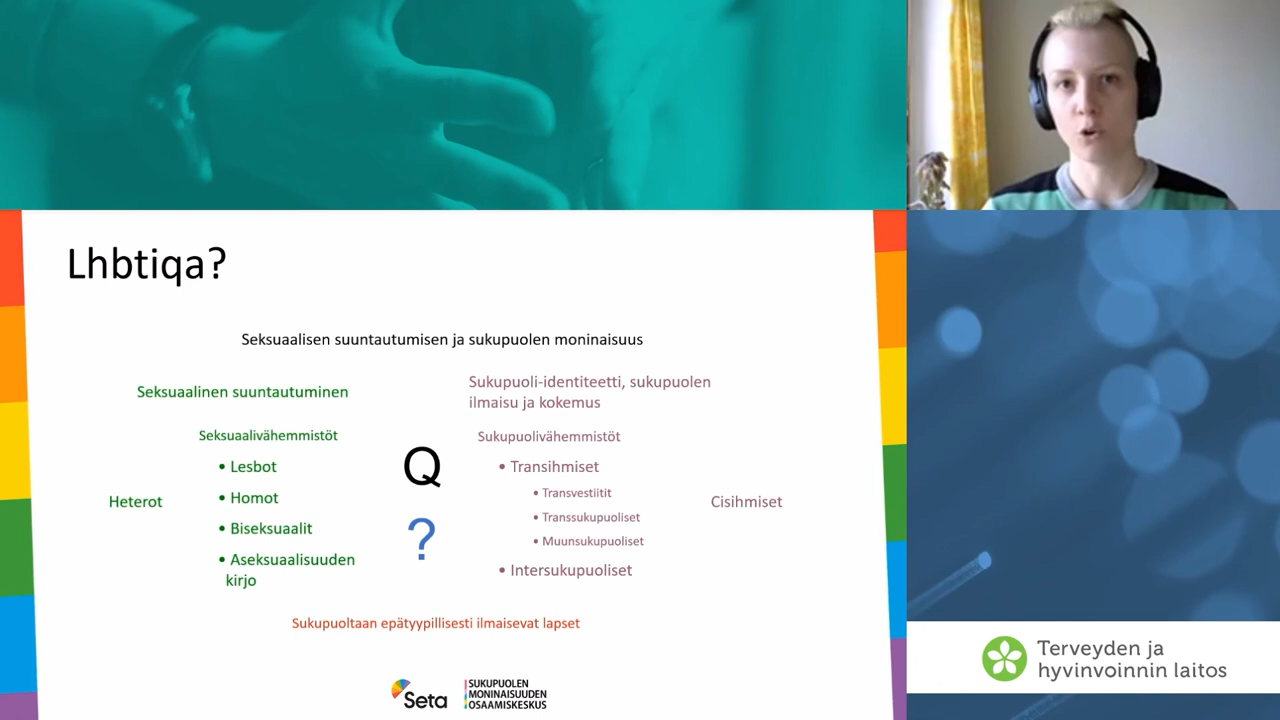 Lhbtiqa?
Seksuaalisen suuntautumisen ja sukupuolen moninaisuus
Seksuaalinen suuntautuminen
Seksuaalivähemmistöt
• Lesbot
• Homot
• Biseksuaalit
• Aseksuaalisuuden
kirjo
Heterot
Q
?
Sukupuoli-identiteetti, sukupuolen
ilmaisu ja kokemus
Sukupuolivähemmistöt
• Transihmiset
• Transvestiitit
• Transsukupuoliset
• Muunsukupuoliset
• Intersukupuoliset
Cisihmiset
Sukupuoltaan epätyypillisesti ilmaisevat lapset
Seta
SUKUPUOLEN
MONINAISUUDEN
OSAAMISKESKUS
Terveyden ja
hyvinvoinnin laitos